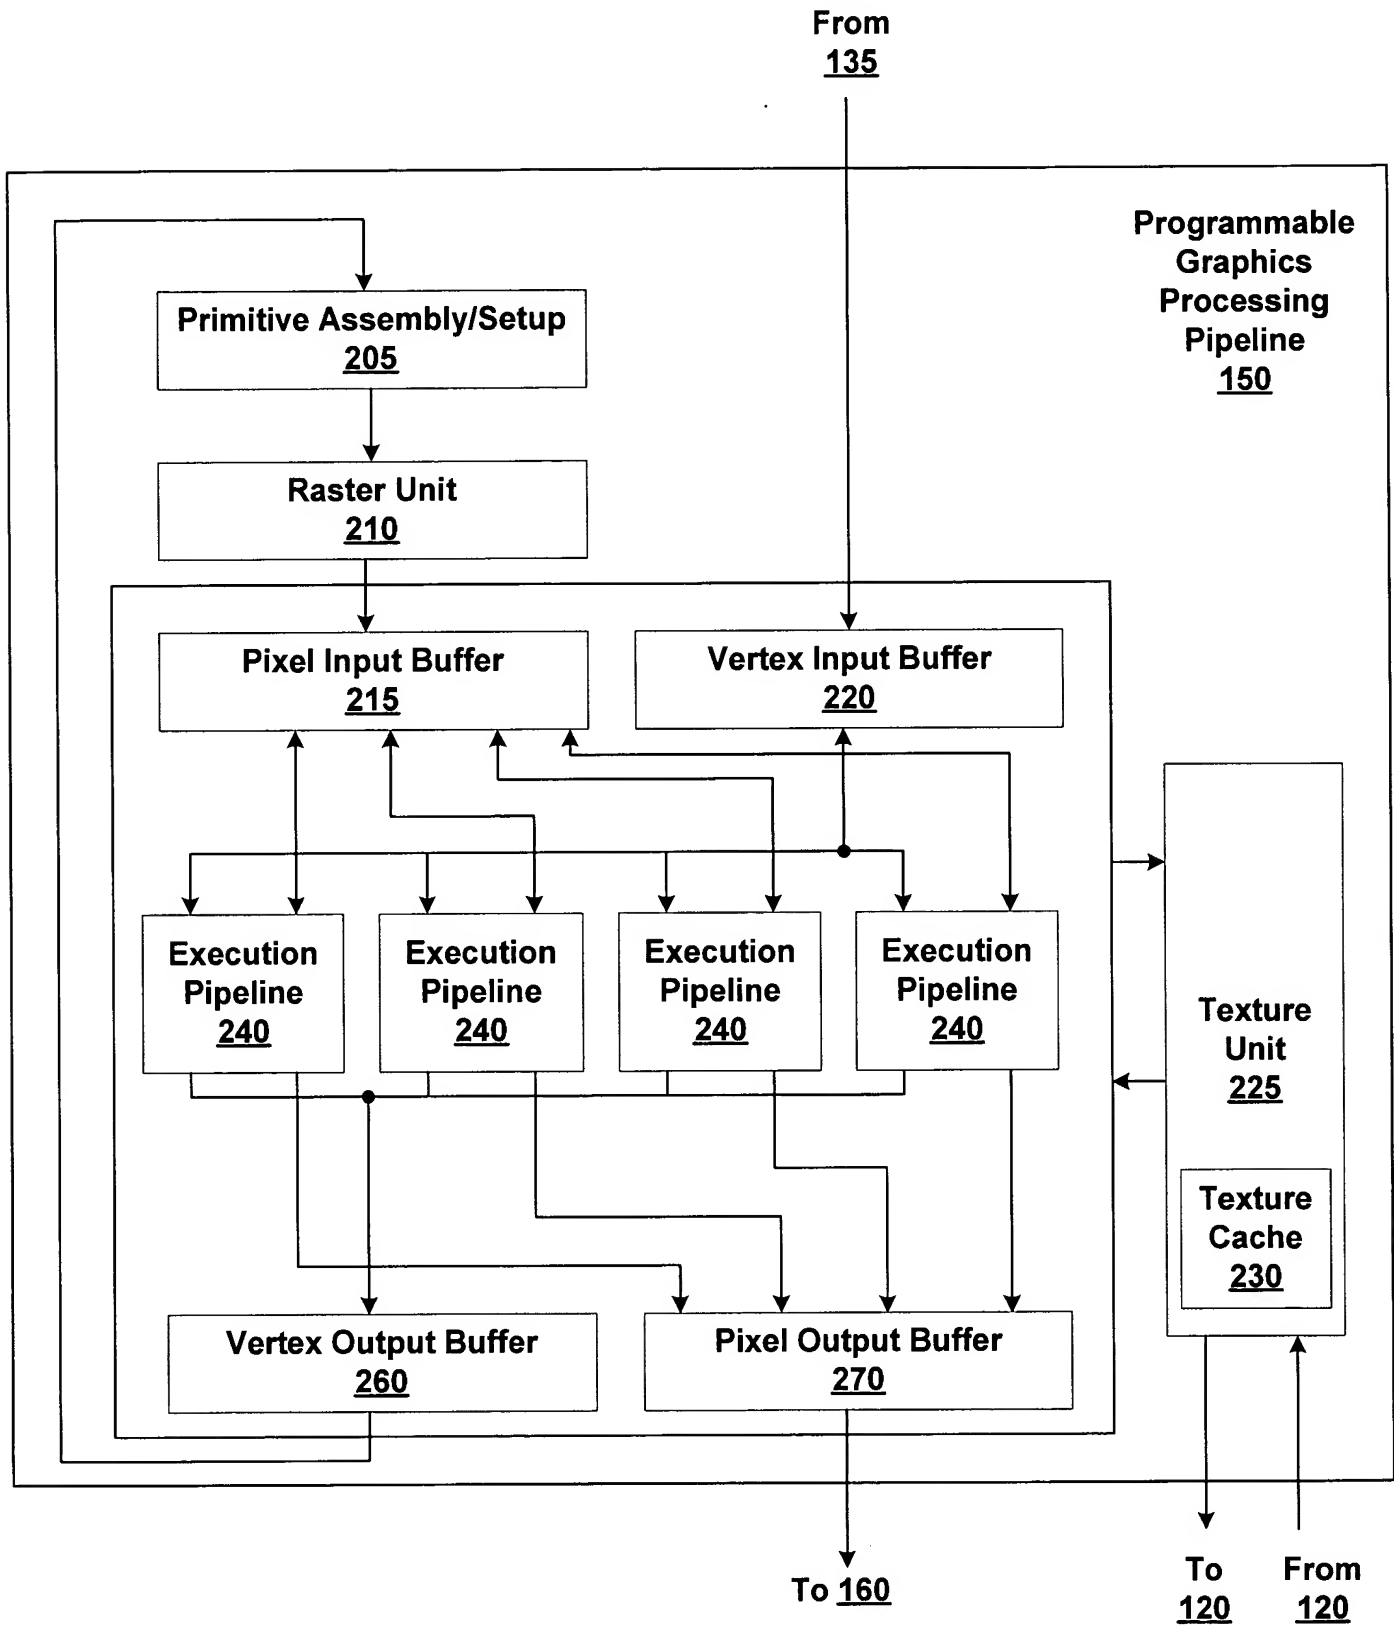 From
135
Programmable
Graphics
Processing
Pipeline
150
Primitive Assembly/Setup
205
Raster Unit
210
Pixel Input Buffer
215
Vertex Input Buffer
220
Execution
Pipeline
240
Execution
Pipeline
240
Execution
Pipeline
240
Execution
Pipeline
240
Texture
Unit
225
Texture
Cache
230
Vertex Output Buffer
260
Pixel Output Buffer
270
To 160
To
120
From
120